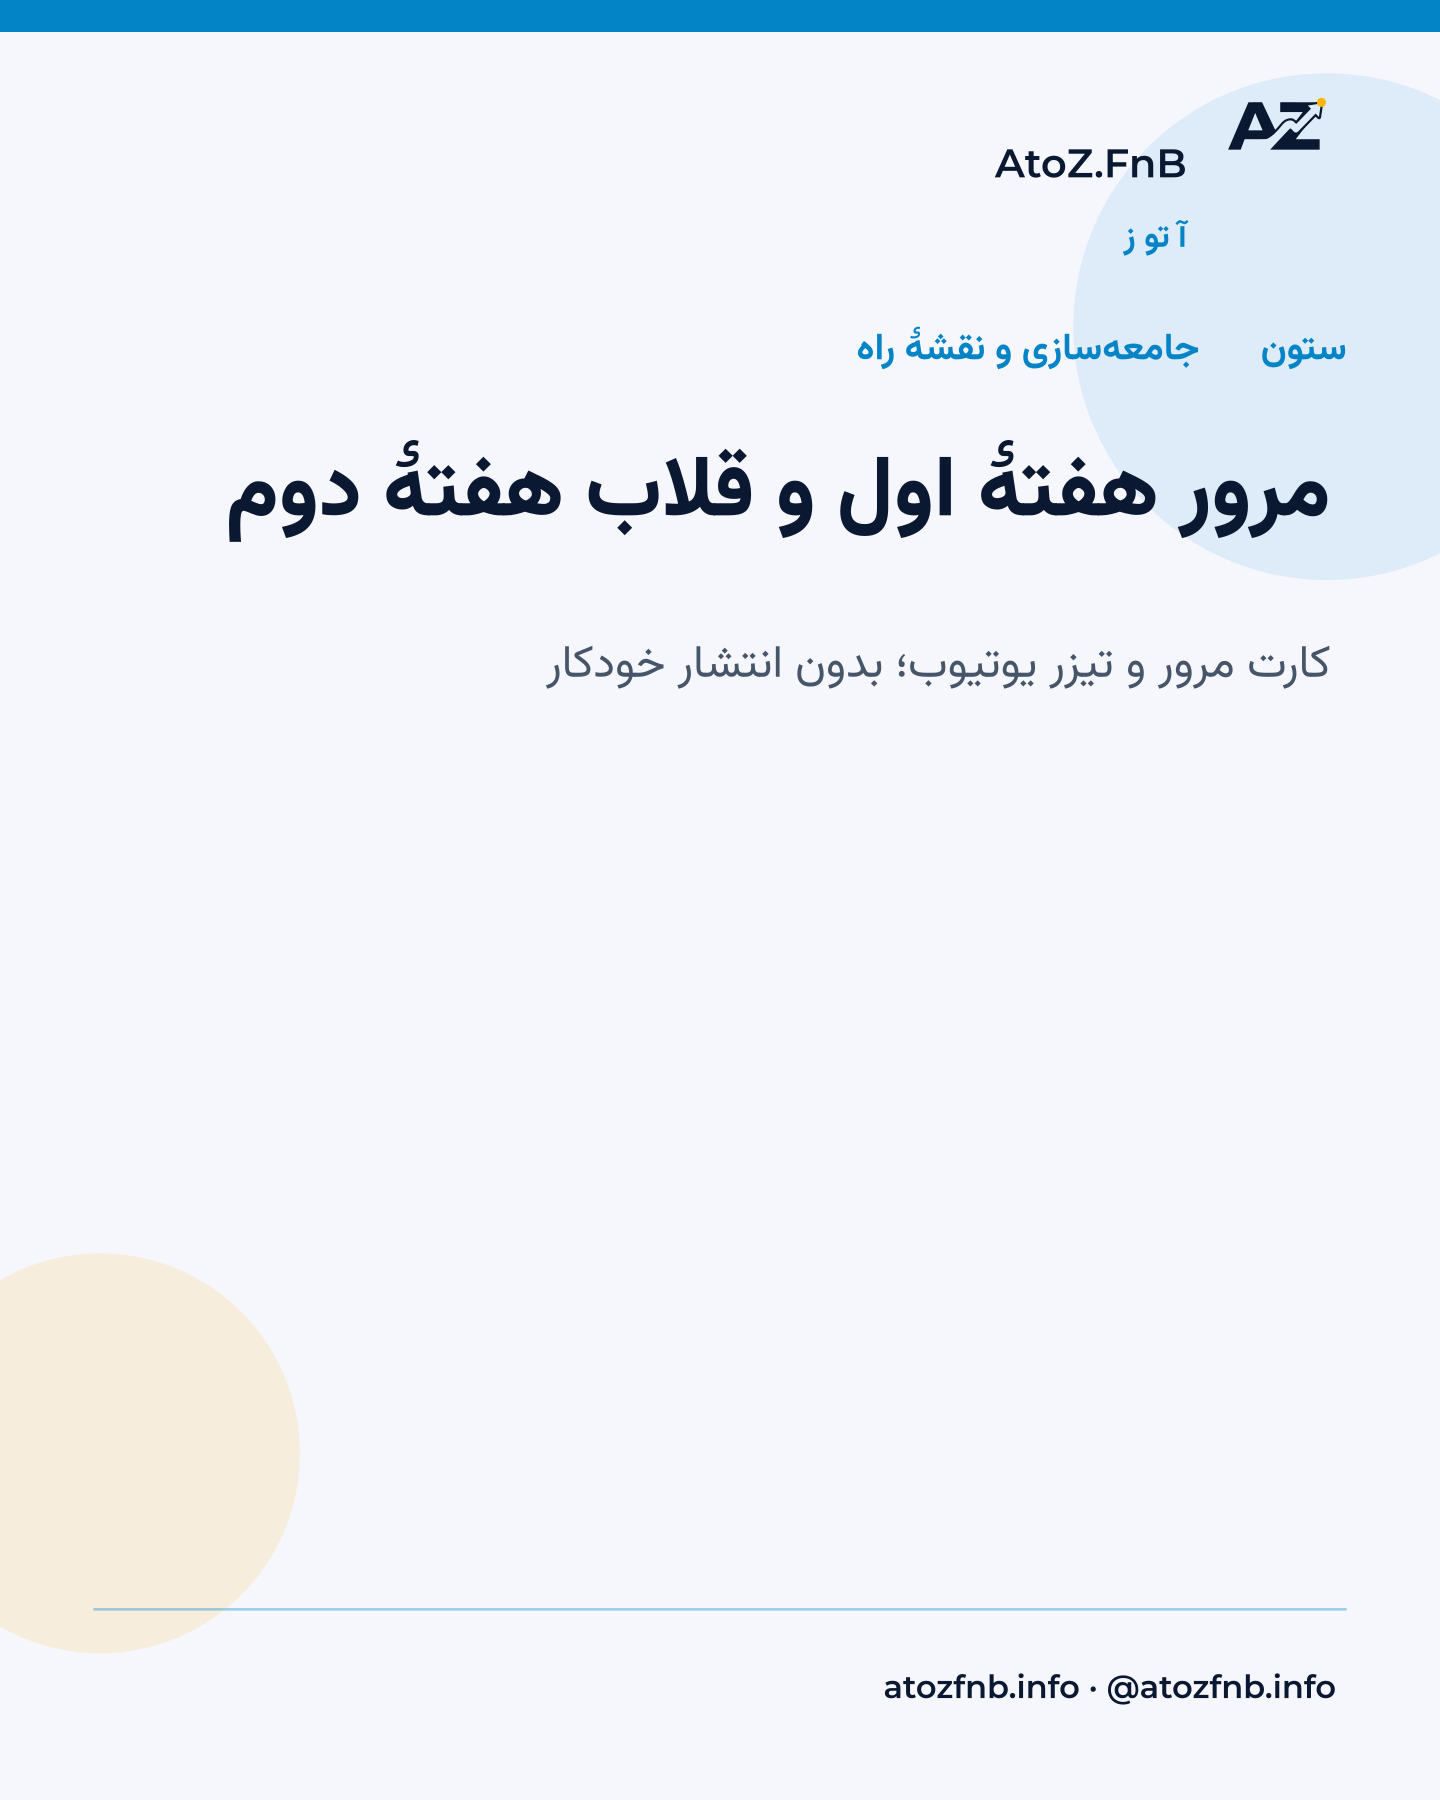 AZ
AtoZ.FnB
آ تو ز
ستون جامعه‌سازی و نقشهٔ راه
مرور هفتهٔ اول و قلاب هفتهٔ دوم
کارت مرور و تیزر یوتیوب؛ بدون انتشار خودکار
atozfnb.info · @atozfnb.info